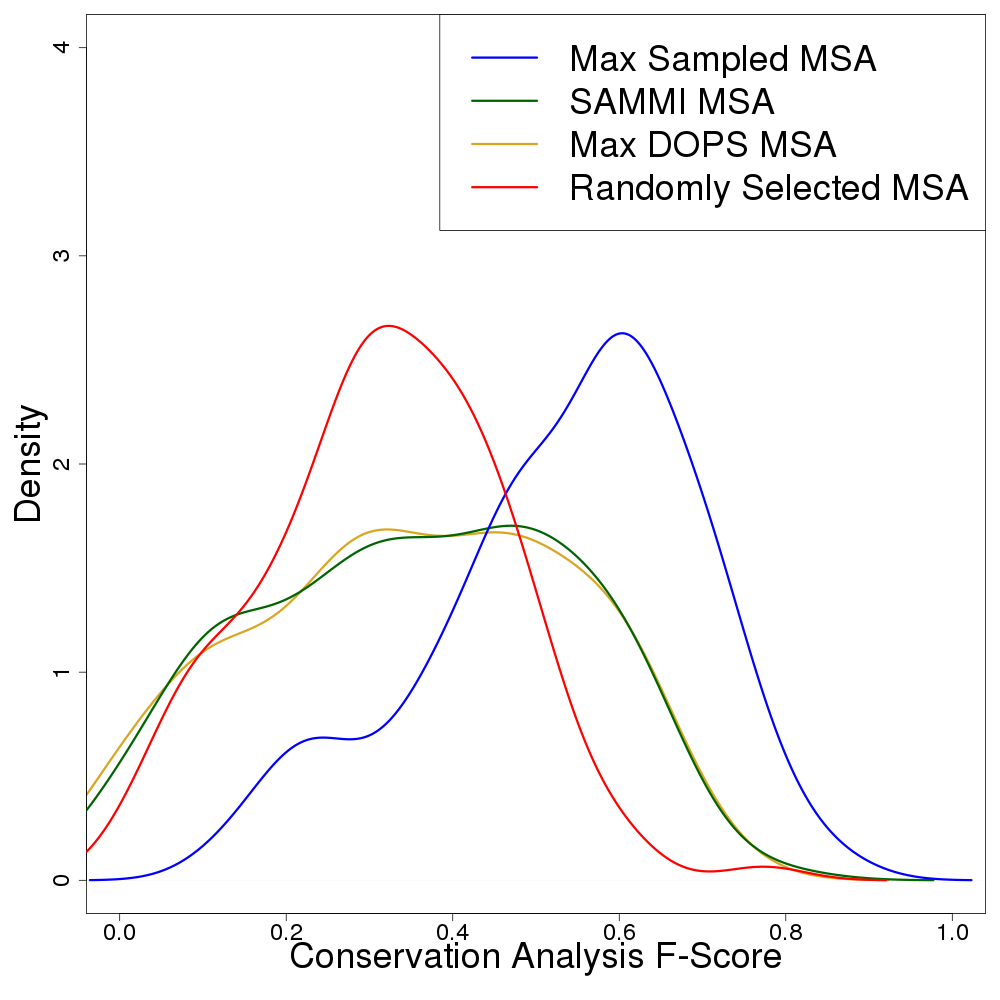 Max Sampled MSA
SAMMI MSA
Max DOPS MSA
Randomly Selected MSA
4
3
2
1
0
Density
0.0 0.2 0.4 0.6 0.8 1.0
Conservation Analysis F-Score